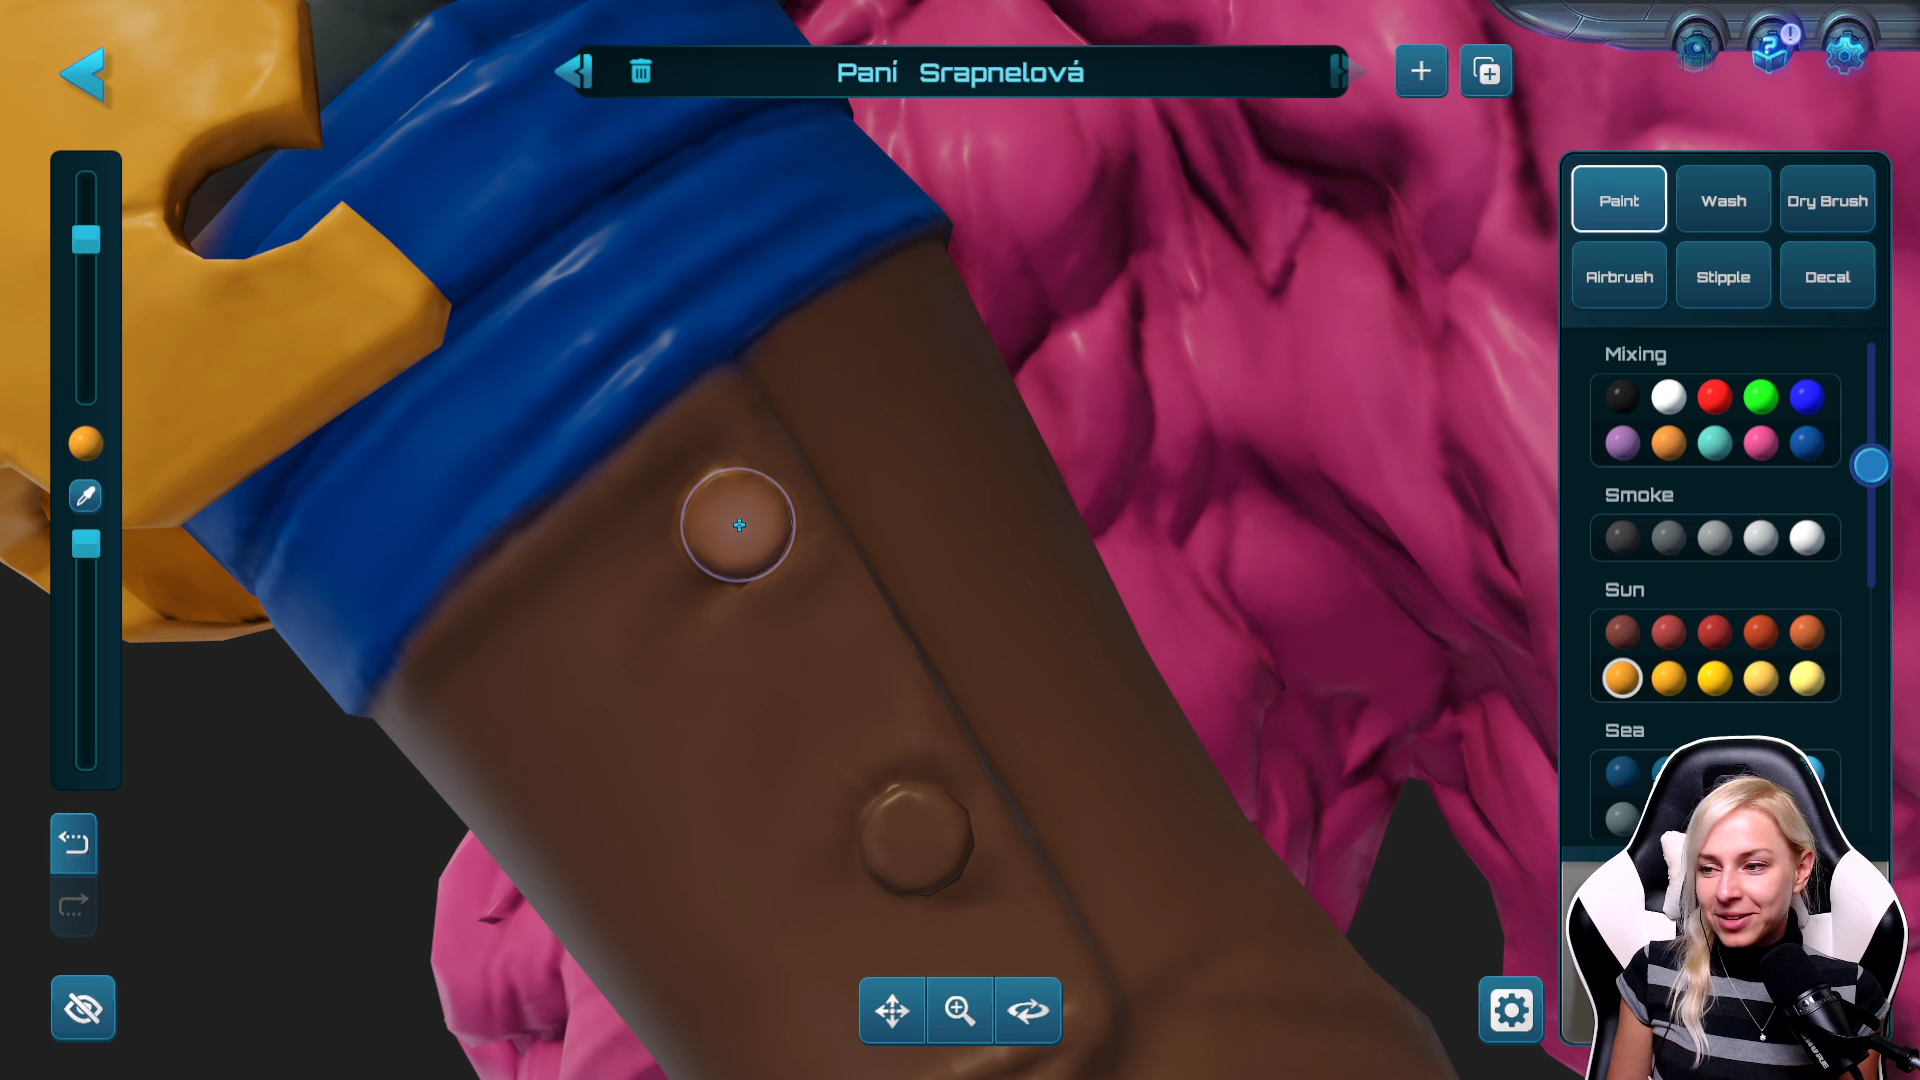 Paní Srapnelová
Paint
Wash
Dry Brush
Airbrush
Stipple
Decal
Mixing
Smoke
Sun
Sea